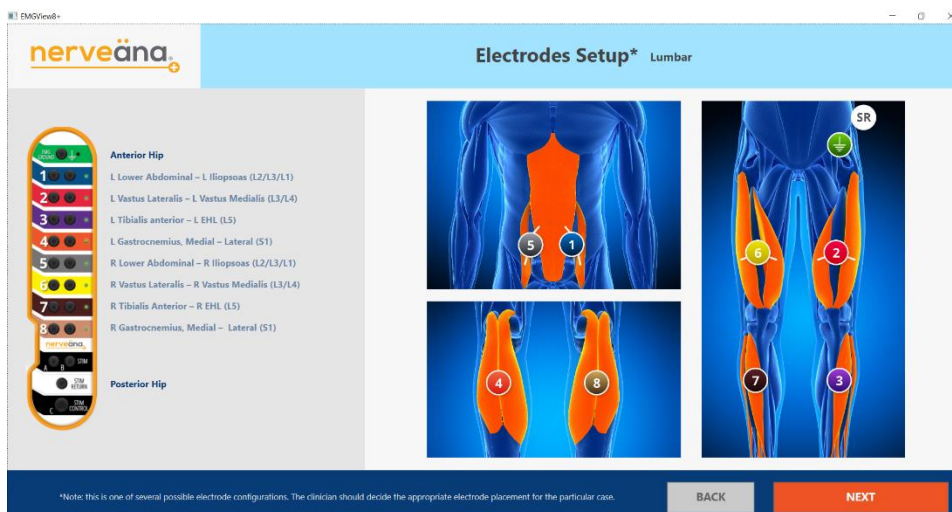 EMGView8+
nerveäna®
Electrodes Setup* Lumbar
EMG GROUND
Anterior Hip
1 L Lower Abdominal – L Iliopsoas (L2/L3/L1)
2 L Vastus Lateralis – L Vastus Medialis (L3/L4)
3 L Tibialis anterior – L EHL (L5)
4 L Gastrocnemius, Medial – Lateral (S1)
5 R Lower Abdominal – R Iliopsoas (L2/L3/L1)
6 R Vastus Lateralis – R Vastus Medialis (L3/L4)
7 R Tibialis Anterior – R EHL (L5)
8 R Gastrocnemius, Medial – Lateral (S1)
nerveäna
A B STIM
STIM RETURN
Posterior Hip
C STIM CONTROL
5 1
4 8
SR
6 2
7 3
*Note: this is one of several possible electrode configurations. The clinician should decide the appropriate electrode placement for the particular case.
BACK
NEXT